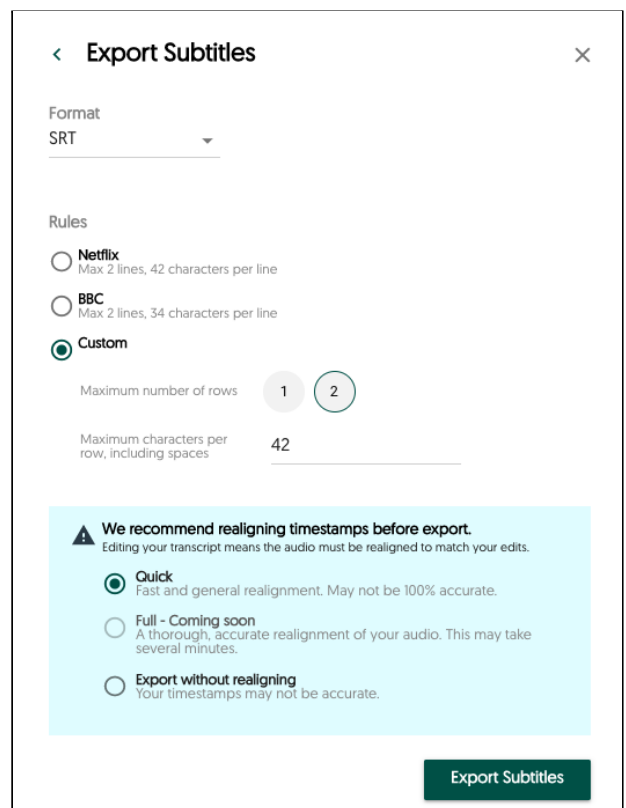 Export Subtitles
Format
SRT
Rules
Netflix
Max 2 lines, 42 characters per line
BBC
Max 2 lines, 34 characters per line
Custom
Maximum number of rows 1 2
Maximum characters per
row, including spaces
42
We recommend realigning timestamps before export.
Editing your transcript means the audio must be realigned to match your edits.
Quick
Fast and general realignment. May not be 100% accurate.
Full - Coming soon
A thorough, accurate realignment of your audio. This may take
several minutes.
Export without realigning
Your timestamps may not be accurate.
Export Subtitles